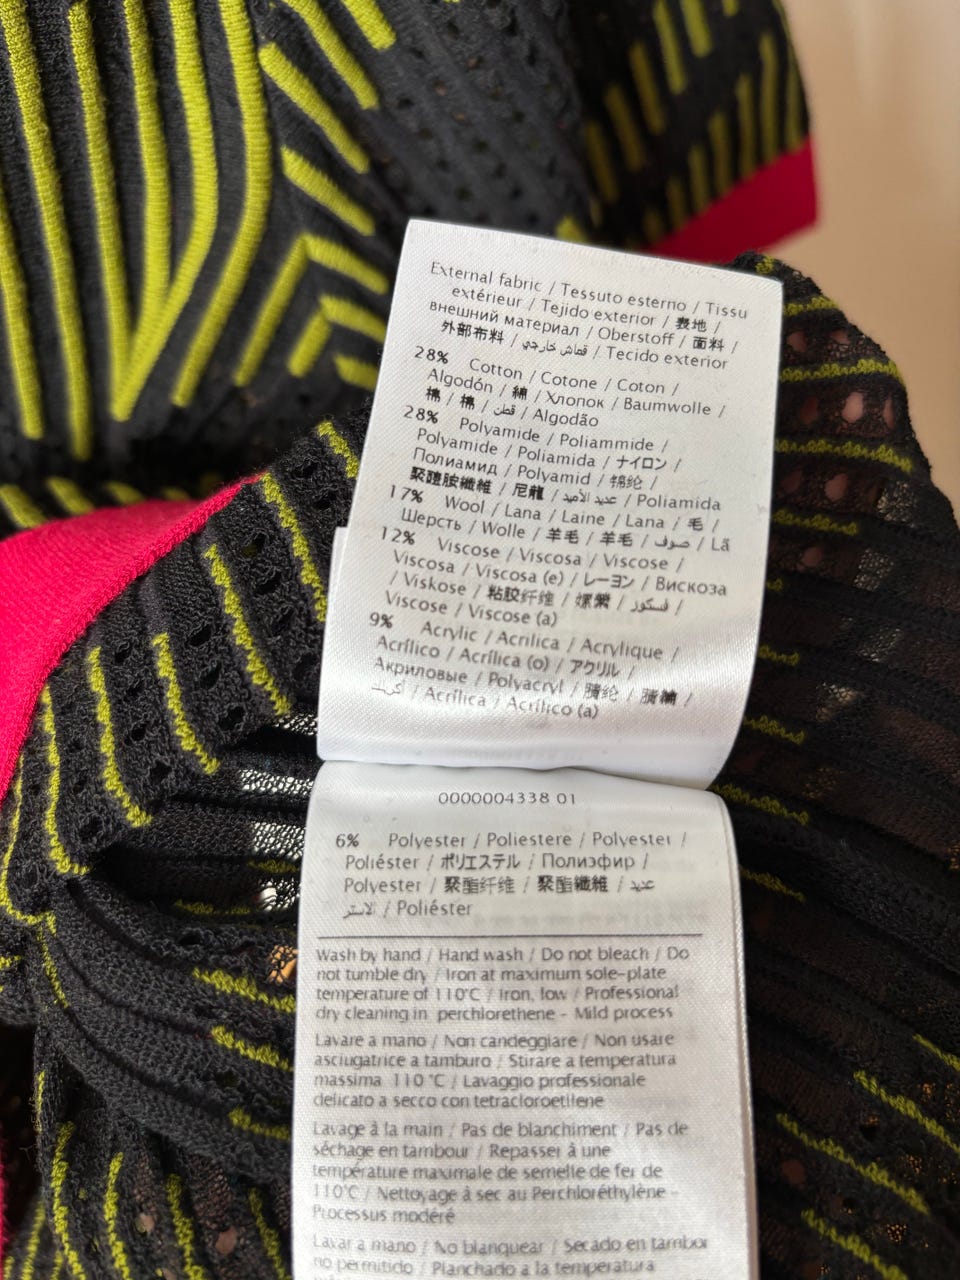 External fabric / Tessuto esterno / Tissu
extérieur / Tejido exterior / 表地 /
внешний материал / Oberstoff / 面料 /
外部布料 / قماش خارجي / Tecido exterior
28% Cotton / Cotone / Coton /
Algodón / 綿 / Хлопок / Baumwolle /
棉 / 棉 / قطن / Algodão
28% Polyamide / Poliammide /
Polyamide / Poliamida / ナイロン /
Полиамид / Polyamid / 锦纶 /
聚醯胺纖維 / 尼龍 / عديد الأميد / Poliamida
17% Wool / Lana / Laine / Lana / 毛 /
Шерсть / Wolle / 羊毛 / 羊毛 / صوف / Lã
12% Viscose / Viscosa / Viscose /
Viscosa / Viscosa (e) / レーヨン / Вискоза
/ Viskose / 粘胶纤维 / 嫘縈 / فسكوز /
Viscose / Viscose (a)
9% Acrylic / Acrilica / Acrylique /
Acrílico / Acrílica (o) / アクリル /
Акриловые / Polyacryl / 腈纶 / 腈綸 /
أكريلك / Acrílica / Acrílico (a)
0000004338 01
6% Polyester / Poliestere / Polyester /
Poliéster / ポリエステル / Полиэфир /
Polyester / 聚酯纤维 / 聚酯纖維 / عديد
الاستر / Poliéster
Wash by hand / Hand wash / Do not bleach / Do
not tumble dry / Iron at maximum sole-plate
temperature of 110°C / Iron, low / Professional
dry cleaning in perchlorethene - Mild process
Lavare a mano / Non candeggiare / Non usare
asciugatrice a tamburo / Stirare a temperatura
massima 110 °C / Lavaggio professionale
delicato a secco con tetracloroetilene
Lavage à la main / Pas de blanchiment / Pas de
séchage en tambour / Repasser à une
température maximale de semelle de fer de
110°C / Nettoyage à sec au Perchloréthylène -
Processus modéré
Lavar a mano / No blanquear / Secado en tambor
no permitido / Planchado a la temperatura